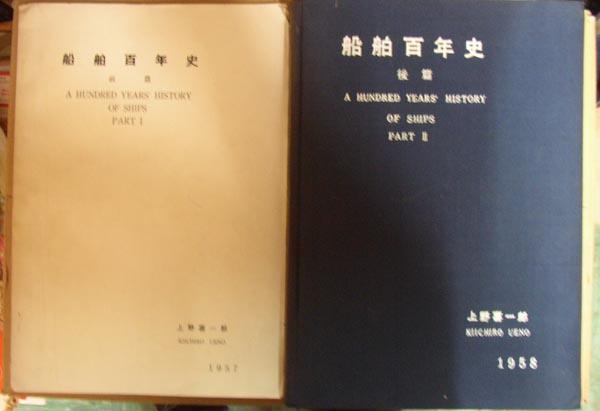 船舶百年史
前篇
A HUNDRED YEARS' HISTORY
OF SHIPS
PART I
上野喜一郎
KIICHIRO UENO
1957
船舶百年史
後篇
A HUNDRED YEARS' HISTORY
OF SHIPS
PART II
上野喜一郎
KIICHIRO UENO
1958